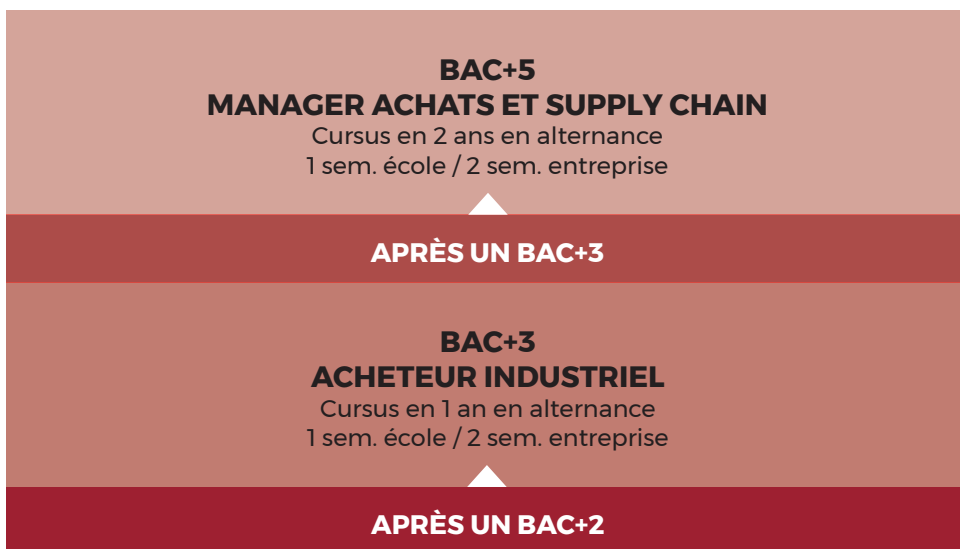 BAC+5
MANAGER ACHATS ET SUPPLY CHAIN
Cursus en 2 ans en alternance
1 sem. école / 2 sem. entreprise
APRÈS UN BAC+3
BAC+3
ACHETEUR INDUSTRIEL
Cursus en 1 an en alternance
1 sem. école / 2 sem. entreprise
APRÈS UN BAC+2